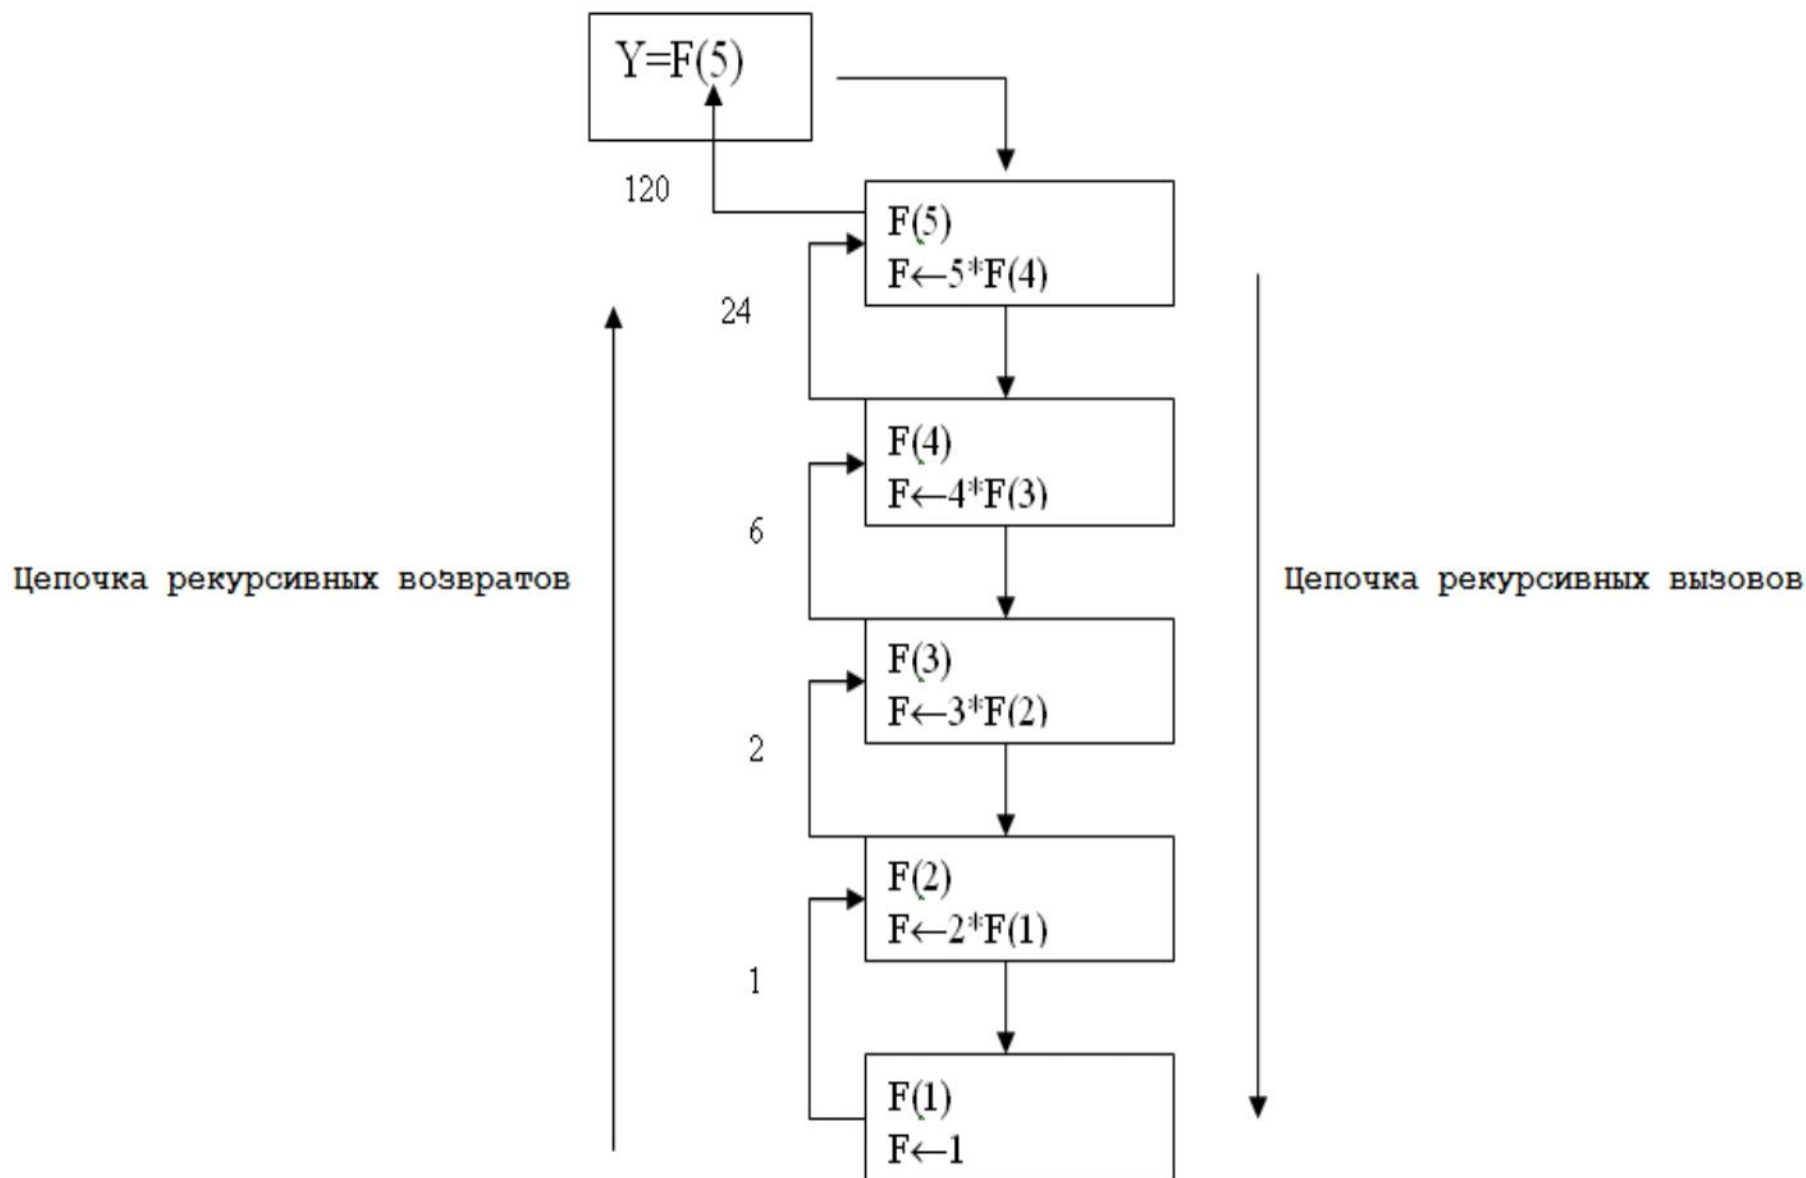 Y=F(5)
120
F(5)
F←5*F(4)
24
F(4)
F←4*F(3)
6
Цепочка рекурсивных возвратов
Цепочка рекурсивных вызовов
F(3)
F←3*F(2)
2
F(2)
F←2*F(1)
1
F(1)
F←1